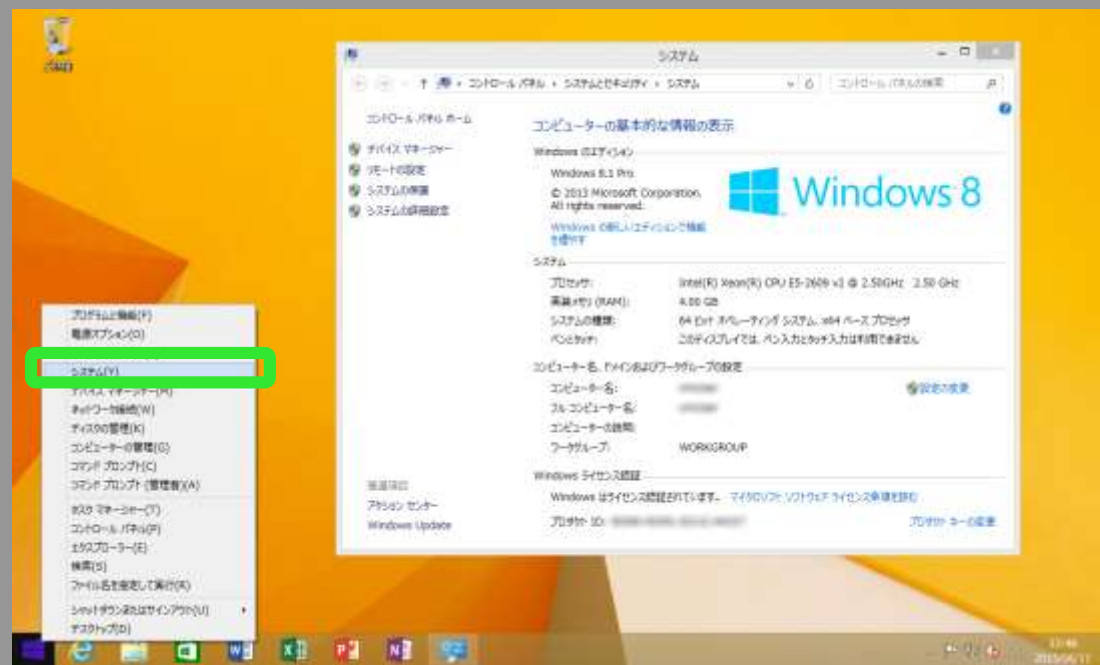 システム
コントロール パネル ▸ システムとセキュリティ ▸ システム
コントロール パネルの検索
コントロール パネル ホーム
デバイス マネージャー
リモートの設定
システムの保護
システムの詳細設定
コンピューターの基本的な情報の表示
Windows のエディション
Windows 8.1 Pro
© 2013 Microsoft Corporation.
All rights reserved.
Windows の新しいエディションで機能
を増やす
Windows 8
システム
プロセッサ: Intel(R) Xeon(R) CPU E5-2609 v2 @ 2.50GHz 2.50 GHz
実装メモリ (RAM): 4.00 GB
システムの種類: 64 ビット オペレーティング システム、x64 ベース プロセッサ
ペンとタッチ: このディスプレイでは、ペン入力とタッチ入力は利用できません
コンピューター名、ドメインおよびワークグループの設定
コンピューター名:
設定の変更
フル コンピューター名:
コンピューターの説明:
ワークグループ: WORKGROUP
Windows ライセンス認証
Windows はライセンス認証されています。 マイクロソフト ソフトウェア ライセンス条項を読む
プロダクト ID:
プロダクト キーの変更
関連項目
アクション センター
Windows Update
プログラムと機能(F)
電源オプション(O)
システム(Y)
デバイス マネージャー(M)
ネットワーク接続(W)
ディスクの管理(K)
コンピューターの管理(G)
コマンド プロンプト(C)
コマンド プロンプト (管理者)(A)
タスク マネージャー(T)
コントロール パネル(P)
エクスプローラー(E)
検索(S)
ファイル名を指定して実行(R)
シャットダウンまたはサインアウト(U)
デスクトップ(D)